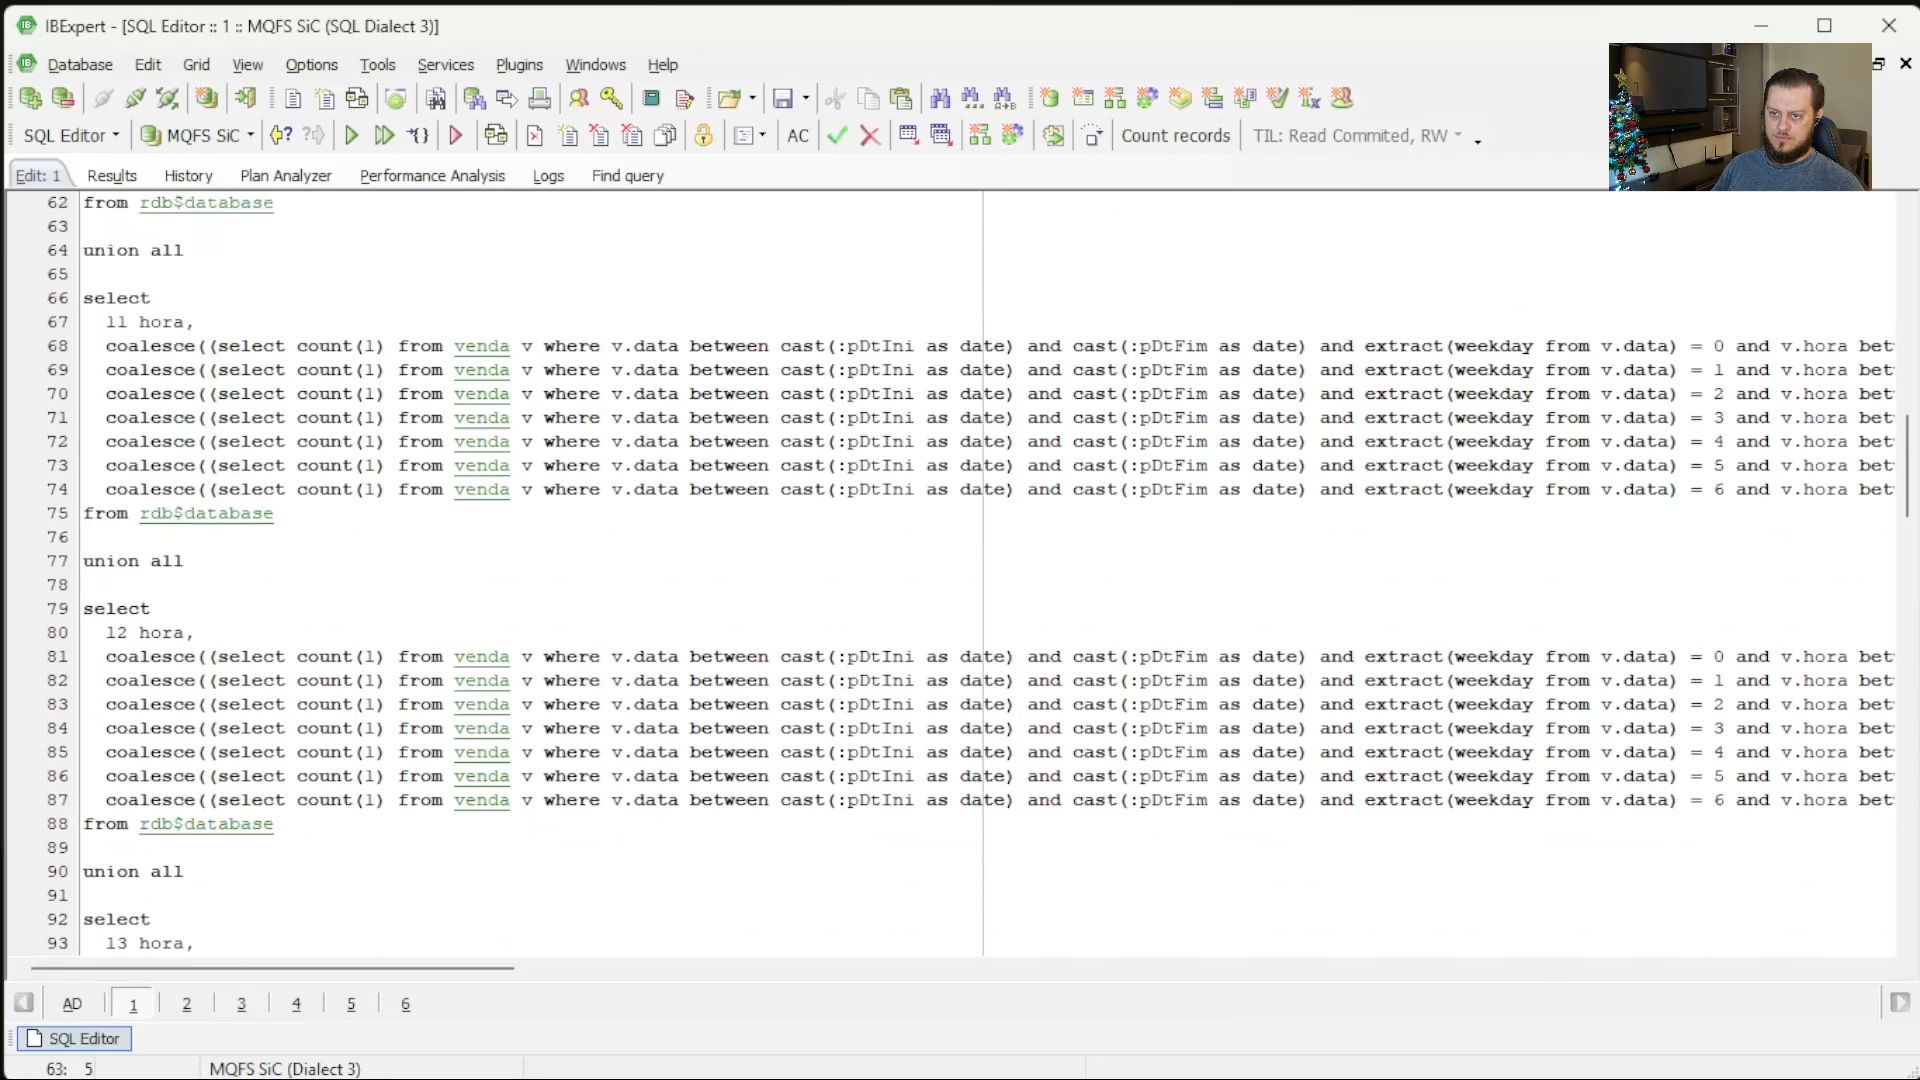 IBExpert - [SQL Editor :: 1 :: MQFS SiC (SQL Dialect 3)]
Database Edit Grid View Options Tools Services Plugins Windows Help
SQL Editor MQFS SiC AC Count records TIL: Read Commited, RW
Edit: 1 Results History Plan Analyzer Performance Analysis Logs Find query
62 from rdb$database
63
64 union all
65
66 select
67 11 hora,
68 coalesce((select count(1) from venda v where v.data between cast(:pDtIni as date) and cast(:pDtFim as date) and extract(weekday from v.data) = 0 and v.hora bet
69 coalesce((select count(1) from venda v where v.data between cast(:pDtIni as date) and cast(:pDtFim as date) and extract(weekday from v.data) = 1 and v.hora bet
70 coalesce((select count(1) from venda v where v.data between cast(:pDtIni as date) and cast(:pDtFim as date) and extract(weekday from v.data) = 2 and v.hora bet
71 coalesce((select count(1) from venda v where v.data between cast(:pDtIni as date) and cast(:pDtFim as date) and extract(weekday from v.data) = 3 and v.hora bet
72 coalesce((select count(1) from venda v where v.data between cast(:pDtIni as date) and cast(:pDtFim as date) and extract(weekday from v.data) = 4 and v.hora bet
73 coalesce((select count(1) from venda v where v.data between cast(:pDtIni as date) and cast(:pDtFim as date) and extract(weekday from v.data) = 5 and v.hora bet
74 coalesce((select count(1) from venda v where v.data between cast(:pDtIni as date) and cast(:pDtFim as date) and extract(weekday from v.data) = 6 and v.hora bet
75 from rdb$database
76
77 union all
78
79 select
80 12 hora,
81 coalesce((select count(1) from venda v where v.data between cast(:pDtIni as date) and cast(:pDtFim as date) and extract(weekday from v.data) = 0 and v.hora bet
82 coalesce((select count(1) from venda v where v.data between cast(:pDtIni as date) and cast(:pDtFim as date) and extract(weekday from v.data) = 1 and v.hora bet
83 coalesce((select count(1) from venda v where v.data between cast(:pDtIni as date) and cast(:pDtFim as date) and extract(weekday from v.data) = 2 and v.hora bet
84 coalesce((select count(1) from venda v where v.data between cast(:pDtIni as date) and cast(:pDtFim as date) and extract(weekday from v.data) = 3 and v.hora bet
85 coalesce((select count(1) from venda v where v.data between cast(:pDtIni as date) and cast(:pDtFim as date) and extract(weekday from v.data) = 4 and v.hora bet
86 coalesce((select count(1) from venda v where v.data between cast(:pDtIni as date) and cast(:pDtFim as date) and extract(weekday from v.data) = 5 and v.hora bet
87 coalesce((select count(1) from venda v where v.data between cast(:pDtIni as date) and cast(:pDtFim as date) and extract(weekday from v.data) = 6 and v.hora bet
88 from rdb$database
89
90 union all
91
92 select
93 13 hora,
AD 1 2 3 4 5 6
SQL Editor
63: 5 MQFS SiC (Dialect 3)